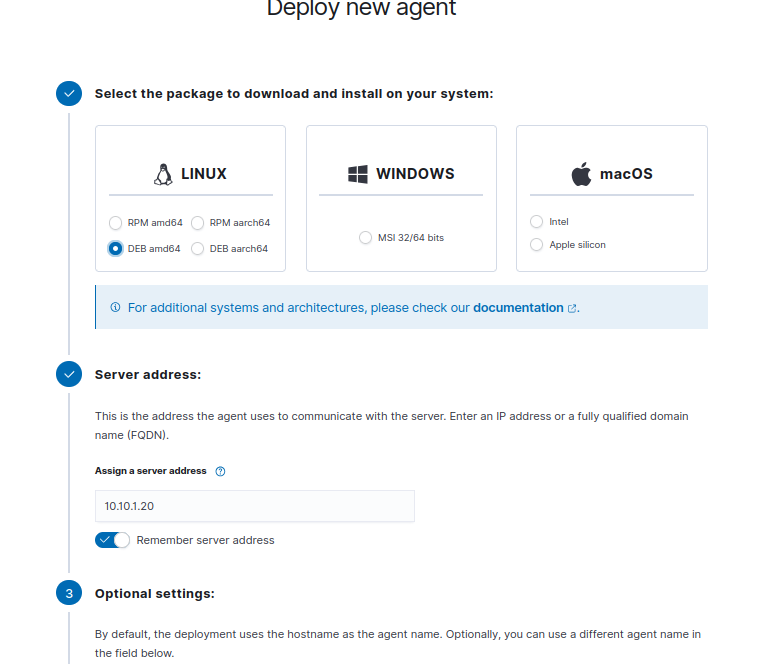 Deploy new agent
Select the package to download and install on your system:
LINUX
RPM amd64
RPM aarch64
DEB amd64
DEB aarch64
WINDOWS
MSI 32/64 bits
macOS
Intel
Apple silicon
For additional systems and architectures, please check our documentation.
Server address:
This is the address the agent uses to communicate with the server. Enter an IP address or a fully qualified domain
name (FQDN).
Assign a server address
10.10.1.20
Remember server address
3
Optional settings:
By default, the deployment uses the hostname as the agent name. Optionally, you can use a different agent name in
the field below.